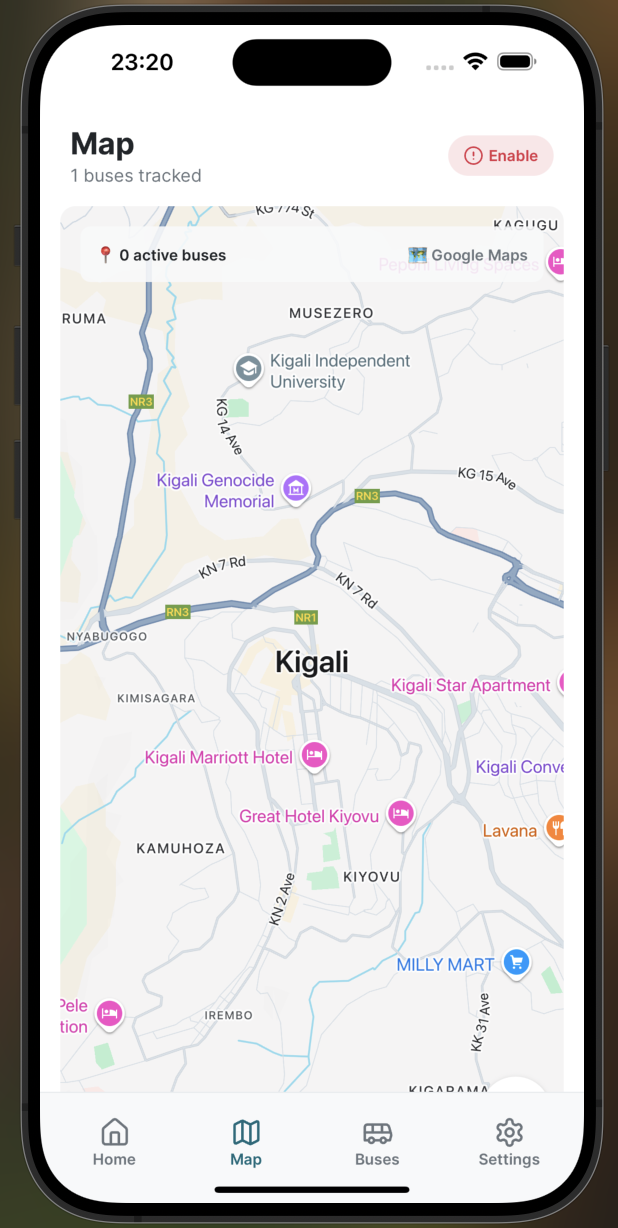 23:20
Map
1 buses tracked
Enable
KG 774 St
KAGUGU
📍 0 active buses
🗺️ Google Maps
Pepuni Living Spaces
RUMA
MUSEZERO
Kigali Independent
University
NR3
KG 14 Ave
KG 15 Ave
Kigali Genocide
Memorial
RN3
KN 7 Rd
KN 7 Rd
RN3
NR1
NYABUGOGO
Kigali
Kigali Star Apartment
KIMISAGARA
Kigali Marriott Hotel
Kigali Conve
Great Hotel Kiyovu
Lavana
KAMUHOZA
KIYOVU
KN 2 Ave
MILLY MART
Pele
tion
IREMBO
KK 31 Ave
KIGARAMA
Home
Map
Buses
Settings